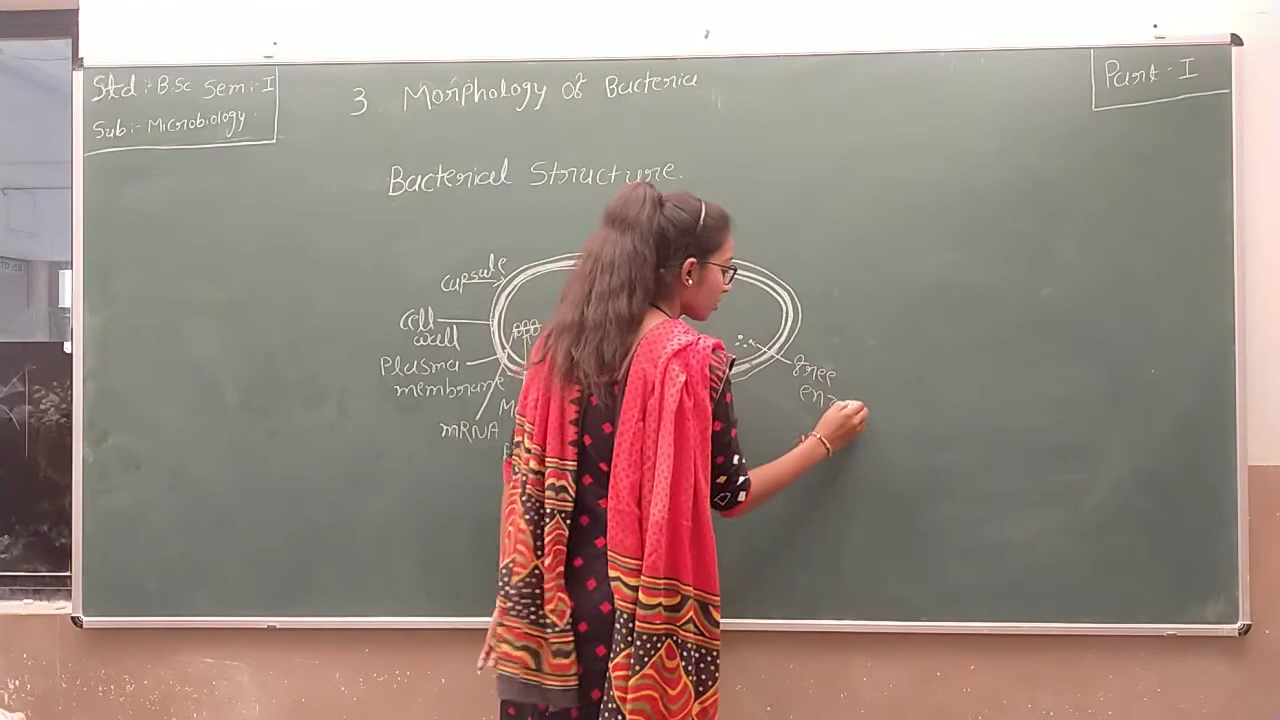 Std :- B.Sc Sem :- I
Sub :- Microbiology
3. Morphology of Bacteria
Part - I
Bacterial Structure.
capsule
cell
wall
Plasma
membrane
mRNA
free